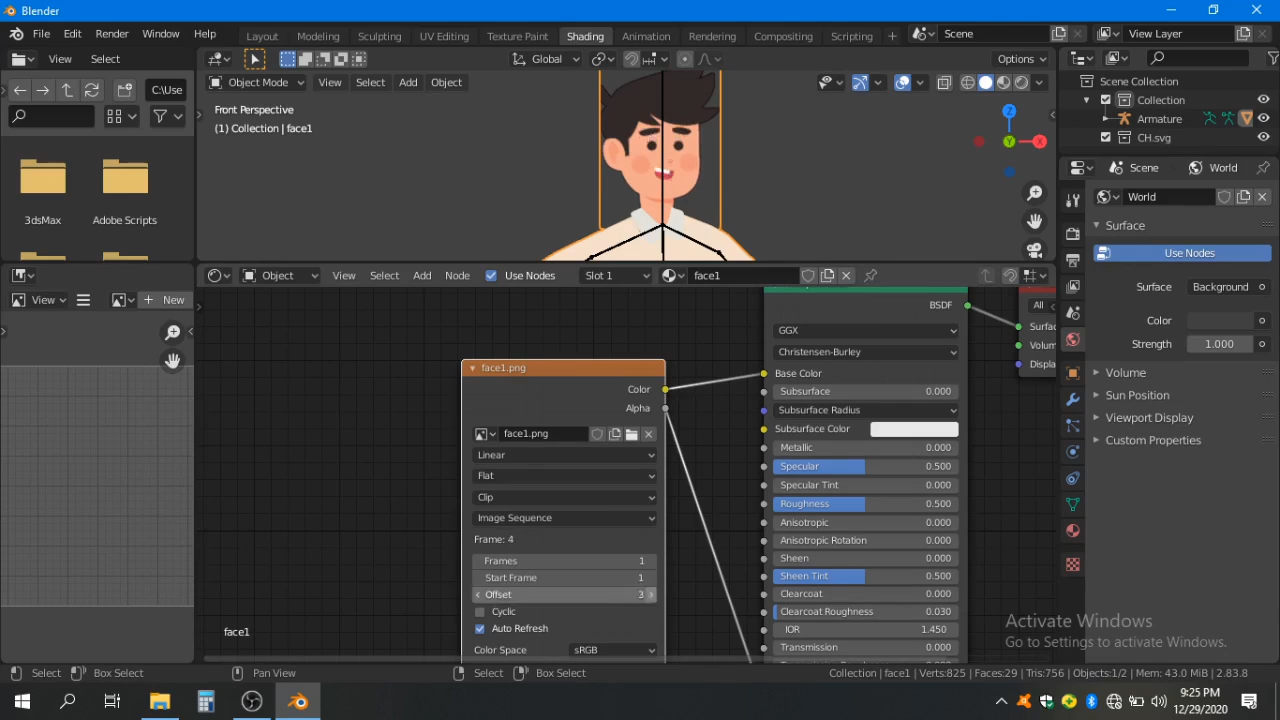 Blender
File Edit Render Window Help Layout Modeling Sculpting UV Editing Texture Paint Shading Animation Rendering Compositing Scripting Scene View Layer
View Select Global Options
C:\Use Object Mode View Select Add Object
Front Perspective
(1) Collection | face1
Z
Y
X
Scene Collection
Collection
Armature
CH.svg
Scene World
World
Surface
Use Nodes
Surface Background
Color
Strength 1.000
Volume
Sun Position
Viewport Display
Custom Properties
3dsMax Adobe Scripts
View New
Object View Select Add Node Use Nodes Slot 1 face1
face1.png
Color
Alpha
face1.png
Linear
Flat
Clip
Image Sequence
Frame: 4
Frames 1
Start Frame 1
Offset 3
Cyclic
Auto Refresh
Color Space sRGB
BSDF
GGX
Christensen-Burley
Base Color
Subsurface 0.000
Subsurface Radius
Subsurface Color
Metallic 0.000
Specular 0.500
Specular Tint 0.000
Roughness 0.500
Anisotropic 0.000
Anisotropic Rotation 0.000
Sheen 0.000
Sheen Tint 0.500
Clearcoat 0.000
Clearcoat Roughness 0.030
IOR 1.450
Transmission 0.000
All
Surfac
Volum
Displa
face1
Activate Windows
Go to Settings to activate Windows.
Select Box Select Pan View Select Box Select Collection | face1 | Verts:825 | Faces:29 | Tris:756 | Objects:1/2 | Mem: 43.0 MiB | 2.83.8
9:25 PM
12/29/2020